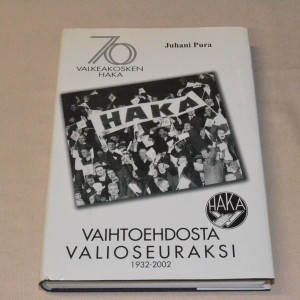 70
VALKEAKOSKEN
HAKA
Juhani Pura
HAKA
HAKA
VAIHTOEHDOSTA
VALIOSEURAKSI
1932-2002